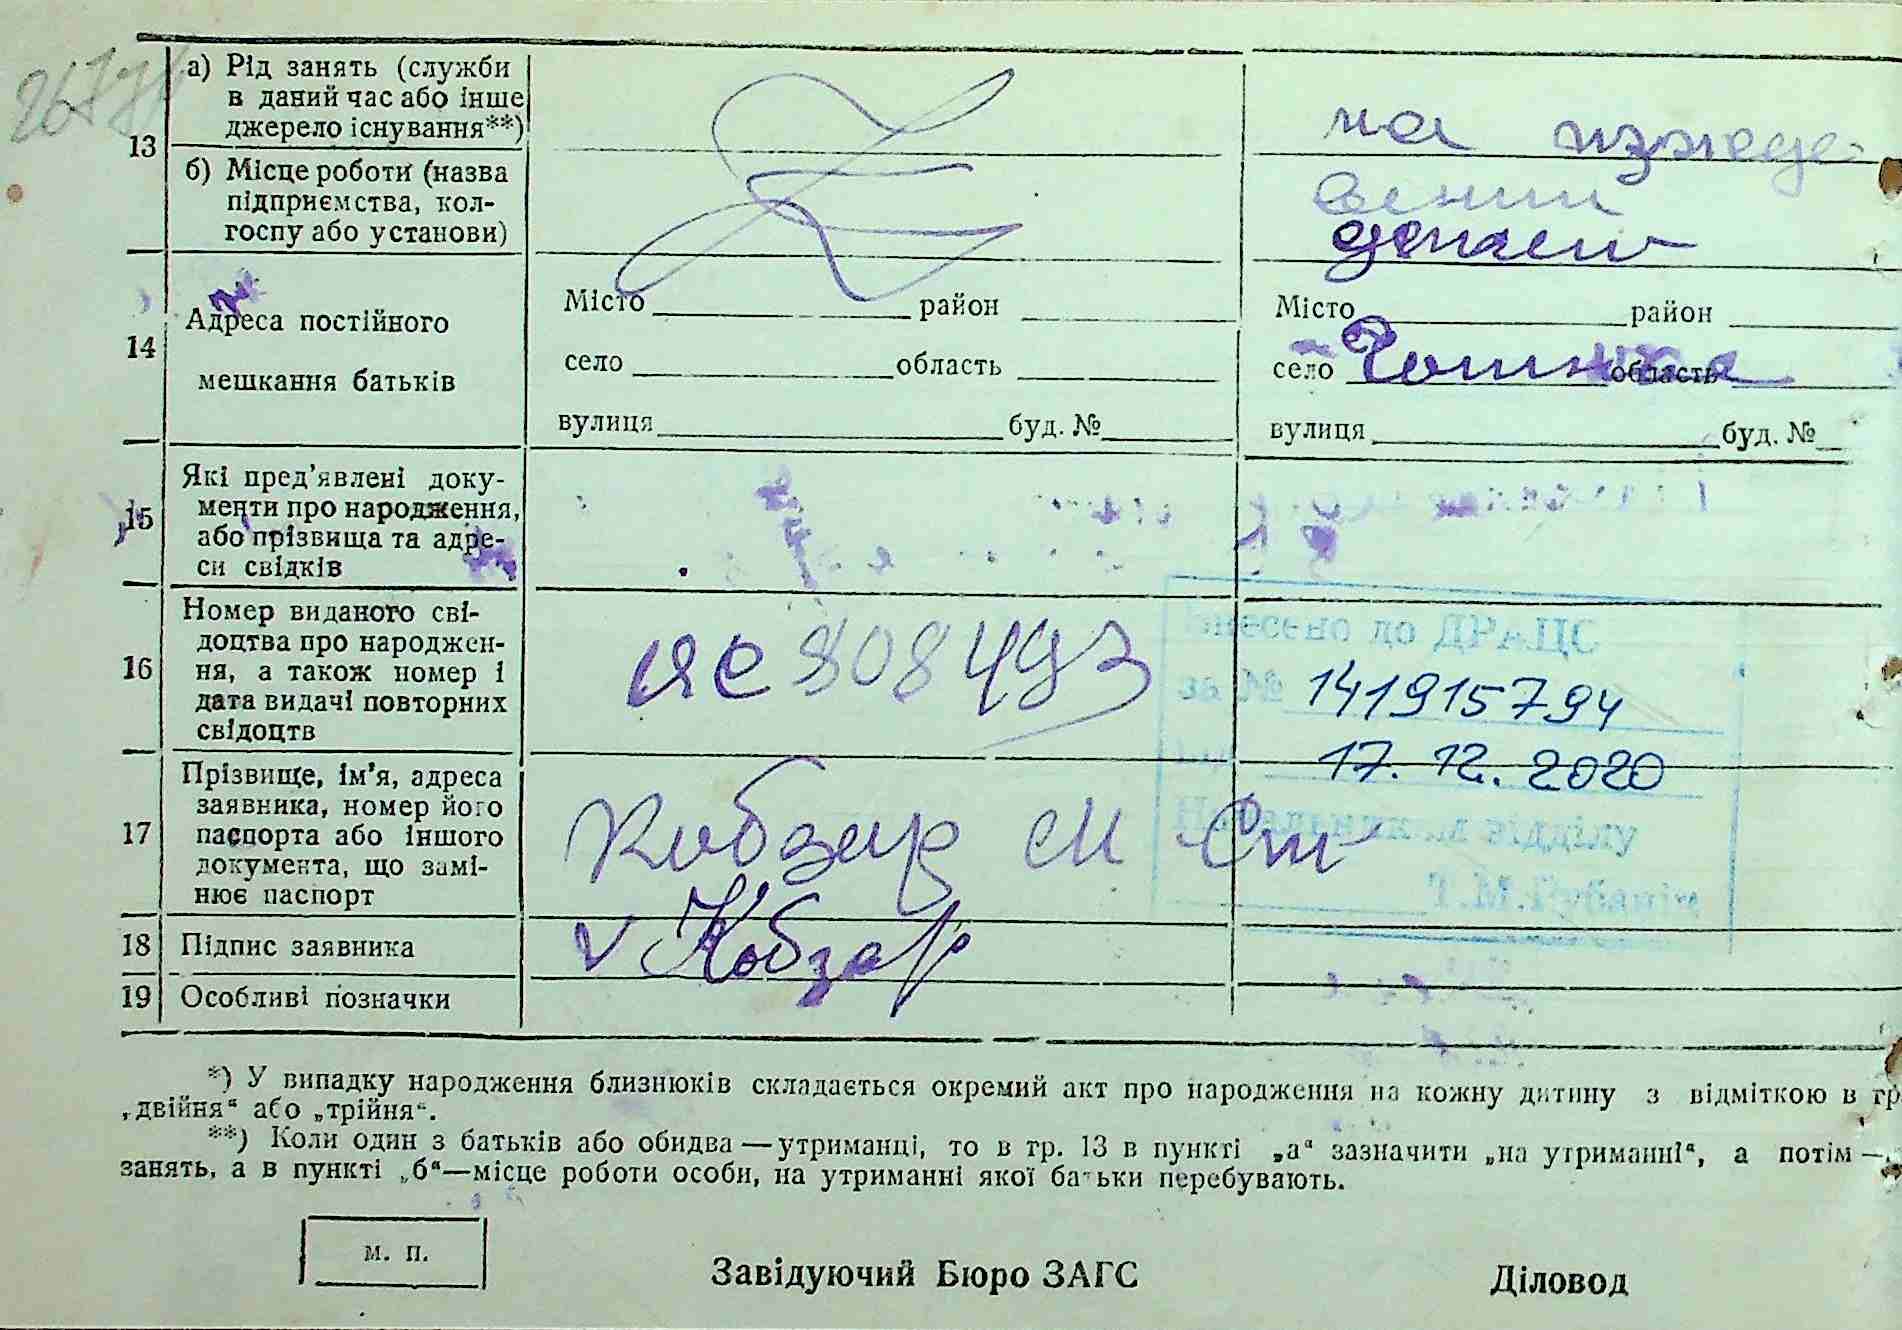 13
а) Рід занять (служби
в даний час або інше
джерело існування**)
на изжеде-
б) Місце роботи (назва
підприємства, кол-
госпу або установи)
вении
14
Адреса постійного
мешкання батьків
Місто район
село область
вулиця буд. №
Місто район
село область
вулиця буд. №
15
Які пред’явлені доку-
менти про народження,
або прізвища та адре-
си свідків
16
Номер виданого сві-
доцтва про народжен-
ня, а також номер і
дата видачі повторних
свідоцтв
ЯЄ 808493
Внесено до ДРАЦС
за № 141915794
17.12.2020
Начальник відділу
17
Прізвище, ім’я, адреса
заявника, номер його
паспорта або іншого
документа, що замі-
нює паспорт
Кобзар М Ст
18
Підпис заявника
V Кобзар
19
Особливі позначки
*) У випадку народження близнюків складається окремий акт про народження на кожну дитину з відміткою в гр.
„двійня“ або „трійня“.
**) Коли один з батьків або обидва — утриманці, то в гр. 13 в пункті „а“ зазначити „на утриманні“, а потім —
занять, а в пункті „б“—місце роботи особи, на утриманні якої батьки перебувають.
м. п.
Завідуючий Бюро ЗАГС
Діловод